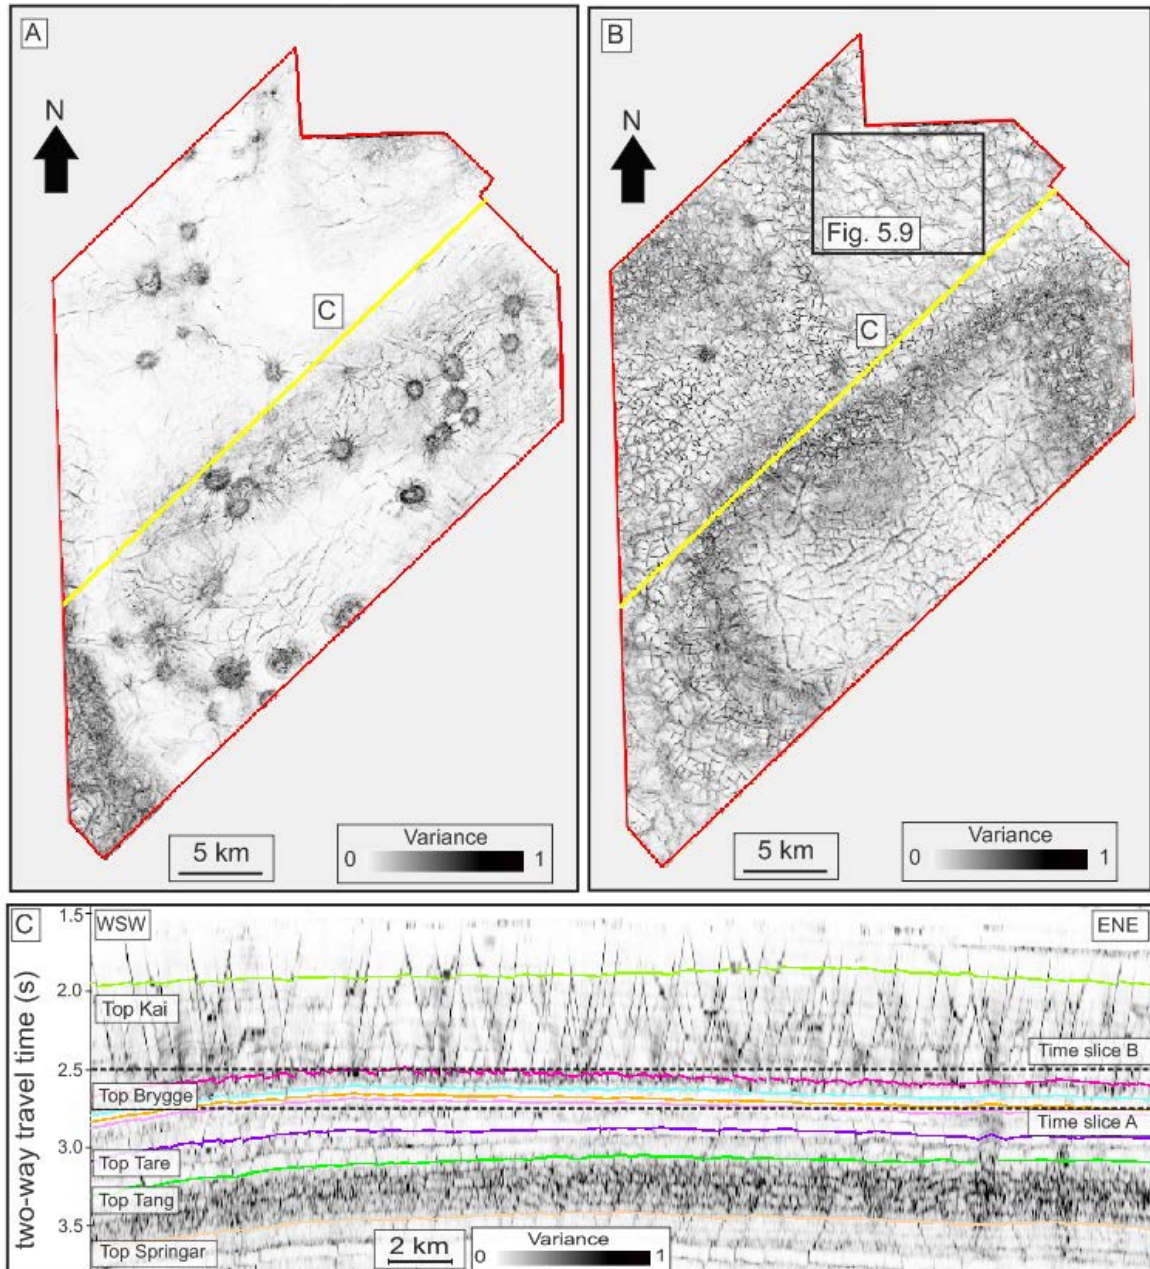 A
N
C
5 km
Variance
0
1
B
N
Fig. 5.9
C
5 km
Variance
0
1
C
WSW
ENE
two-way travel time (s)
1.5
2.0
Top Kai
Time slice B
2.5
Top Brygge
Time slice A
3.0
Top Tare
Top Tang
3.5
Top Springar
2 km
Variance
0
1